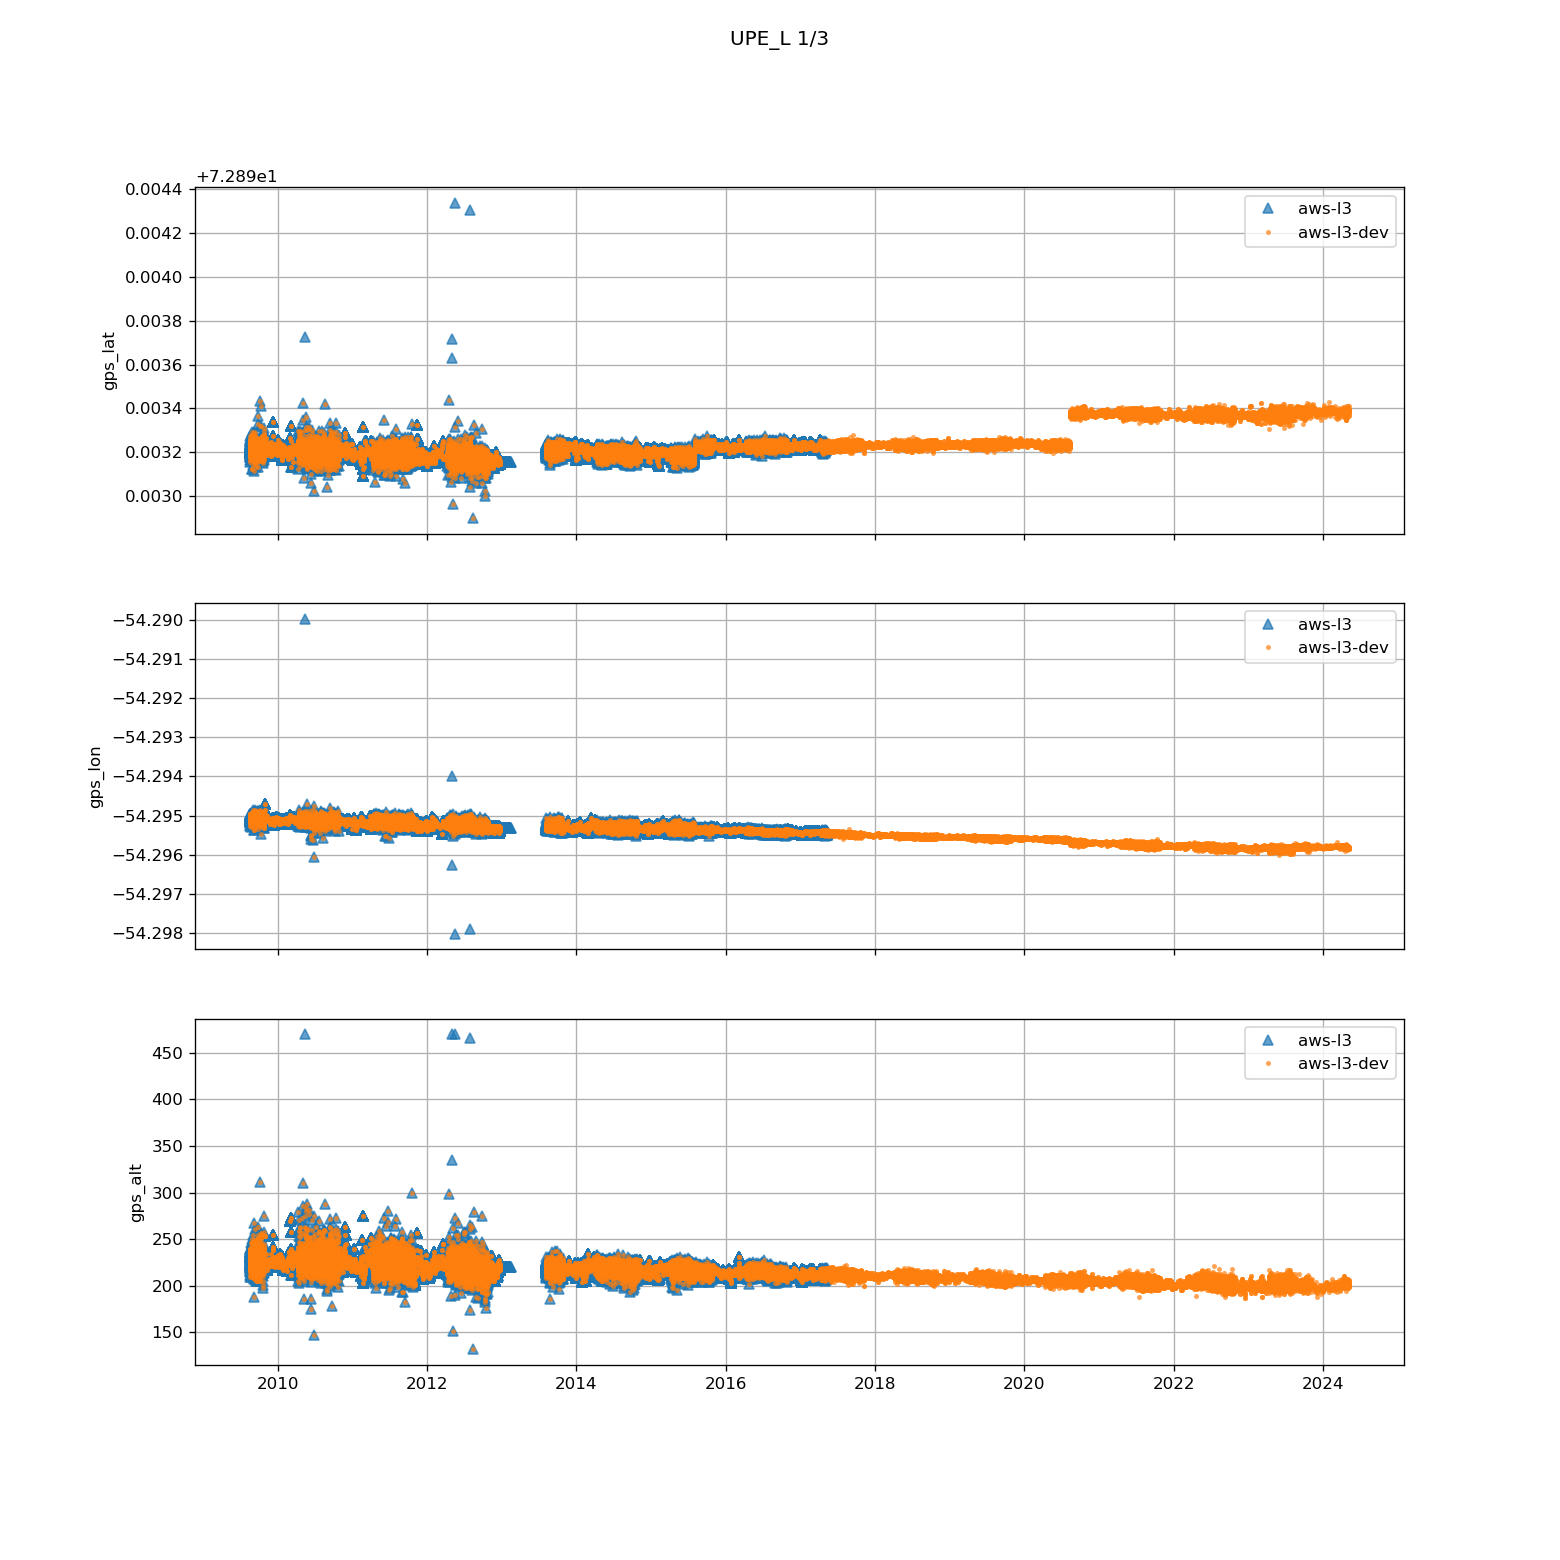 UPE_L 1/3
+7.289e1
0.0044
0.0042
0.0040
0.0038
0.0036
0.0034
0.0032
0.0030
gps_lat
aws-l3
aws-l3-dev
−54.290
−54.291
−54.292
−54.293
−54.294
−54.295
−54.296
−54.297
−54.298
gps_lon
aws-l3
aws-l3-dev
450
400
350
300
250
200
150
gps_alt
aws-l3
aws-l3-dev
2010 2012 2014 2016 2018 2020 2022 2024